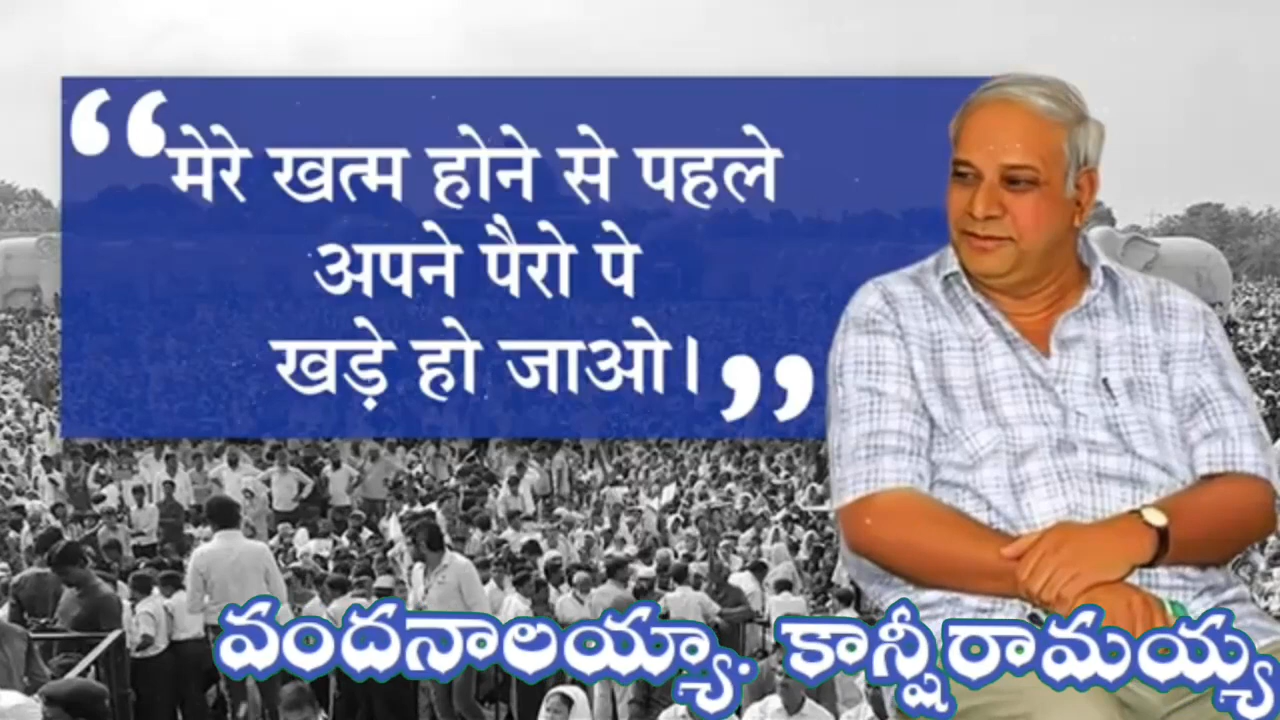 “मेरे खत्म होने से पहले
अपने पैरो पे
खड़े हो जाओ।”
వందనాలయ్యా. కాన్షీరామయ్య